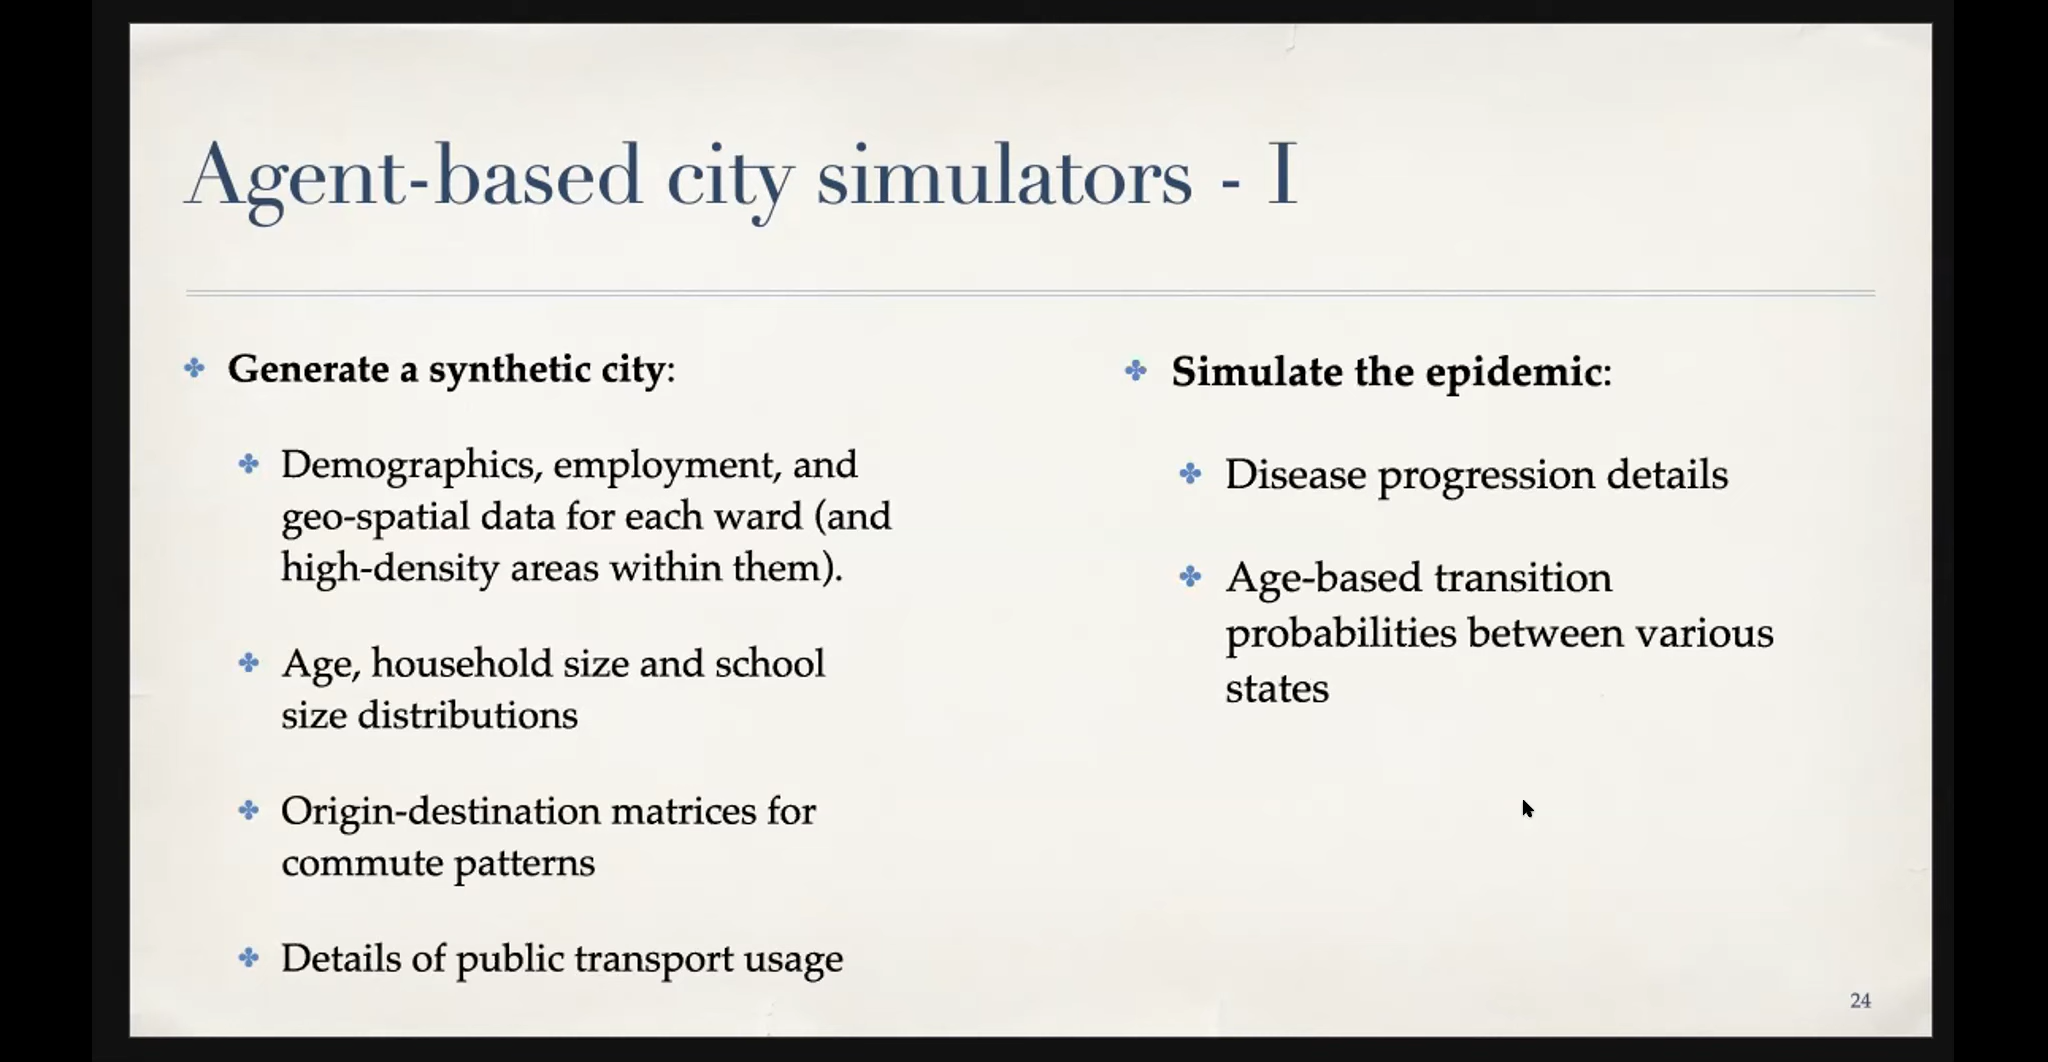 Agent-based city simulators - I
Generate a synthetic city:
Demographics, employment, and
geo-spatial data for each ward (and
high-density areas within them).
Age, household size and school
size distributions
Origin-destination matrices for
commute patterns
Details of public transport usage
Simulate the epidemic:
Disease progression details
Age-based transition
probabilities between various
states
24